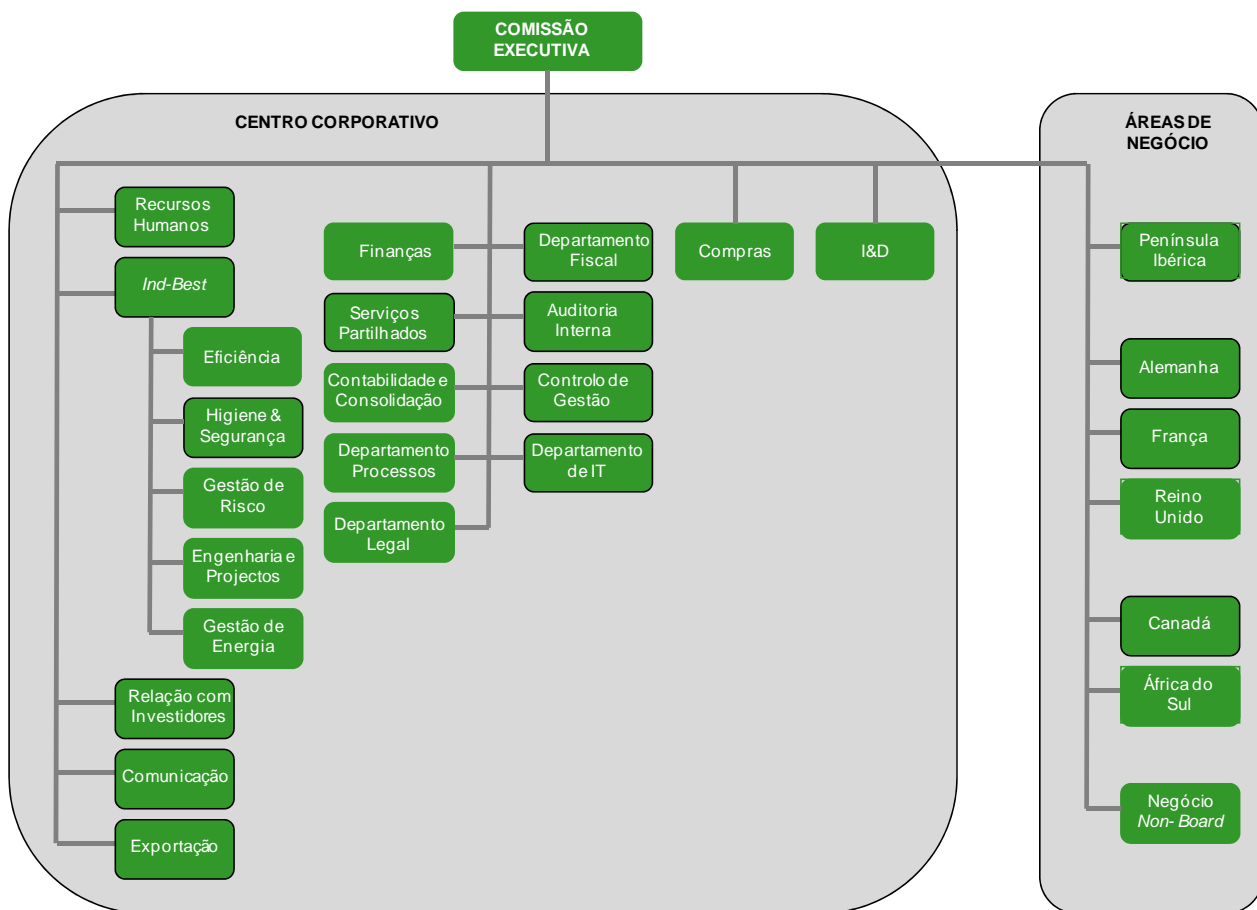 COMISSÃO
EXECUTIVA
CENTRO CORPORATIVO
Recursos
Humanos
Ind-Best
Eficiência
Higiene &
Segurança
Gestão de
Risco
Engenharia e
Projectos
Gestão de
Energia
Relação com
Investidores
Comunicação
Exportação
Finanças
Departamento
Fiscal
Serviços
Partilhados
Auditoria
Interna
Contabilidade e
Consolidação
Controlo de
Gestão
Departamento
Processos
Departamento
de IT
Departamento
Legal
Compras
I&D
ÁREAS DE
NEGÓCIO
Península
Ibérica
Alemanha
França
Reino
Unido
Canadá
África do
Sul
Negócio
Non- Board